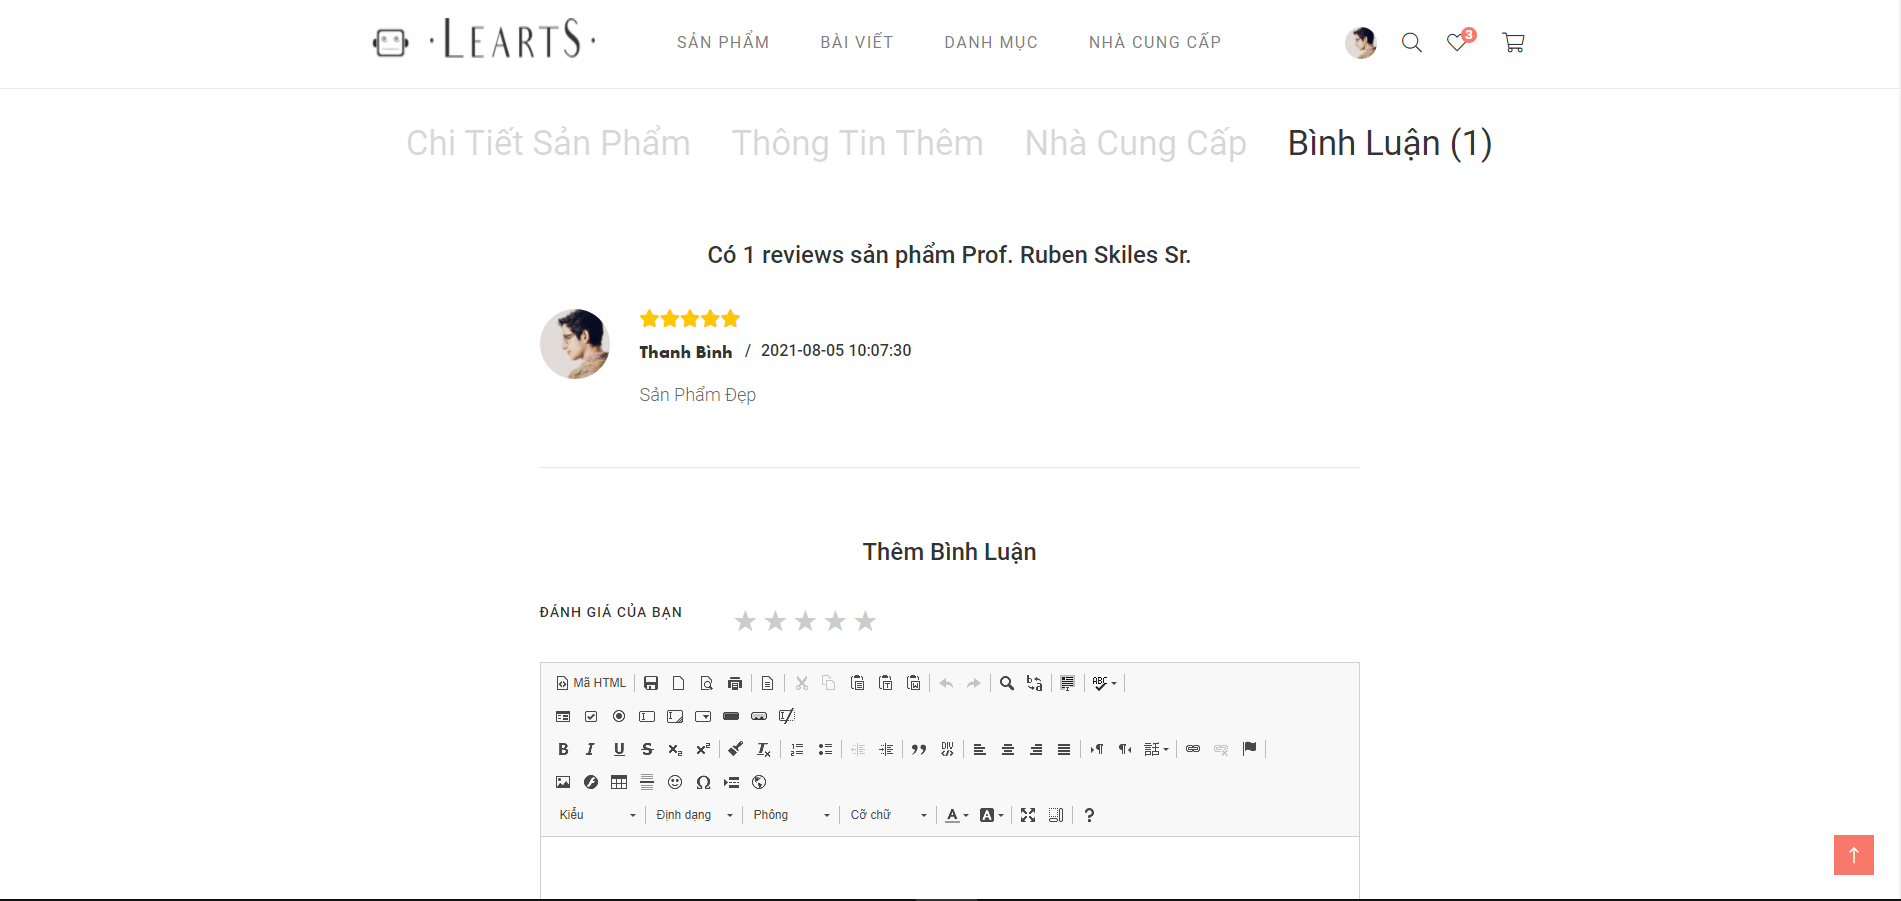 ·LEARTS·
SẢN PHẨM BÀI VIẾT DANH MỤC NHÀ CUNG CẤP
3
Chi Tiết Sản Phẩm Thông Tin Thêm Nhà Cung Cấp Bình Luận (1)
Có 1 reviews sản phẩm Prof. Ruben Skiles Sr.
Thanh Bình / 2021-08-05 10:07:30
Sản Phẩm Đẹp
Thêm Bình Luận
ĐÁNH GIÁ CỦA BẠN
Mã HTML
Kiểu Định dạng Phông Cỡ chữ